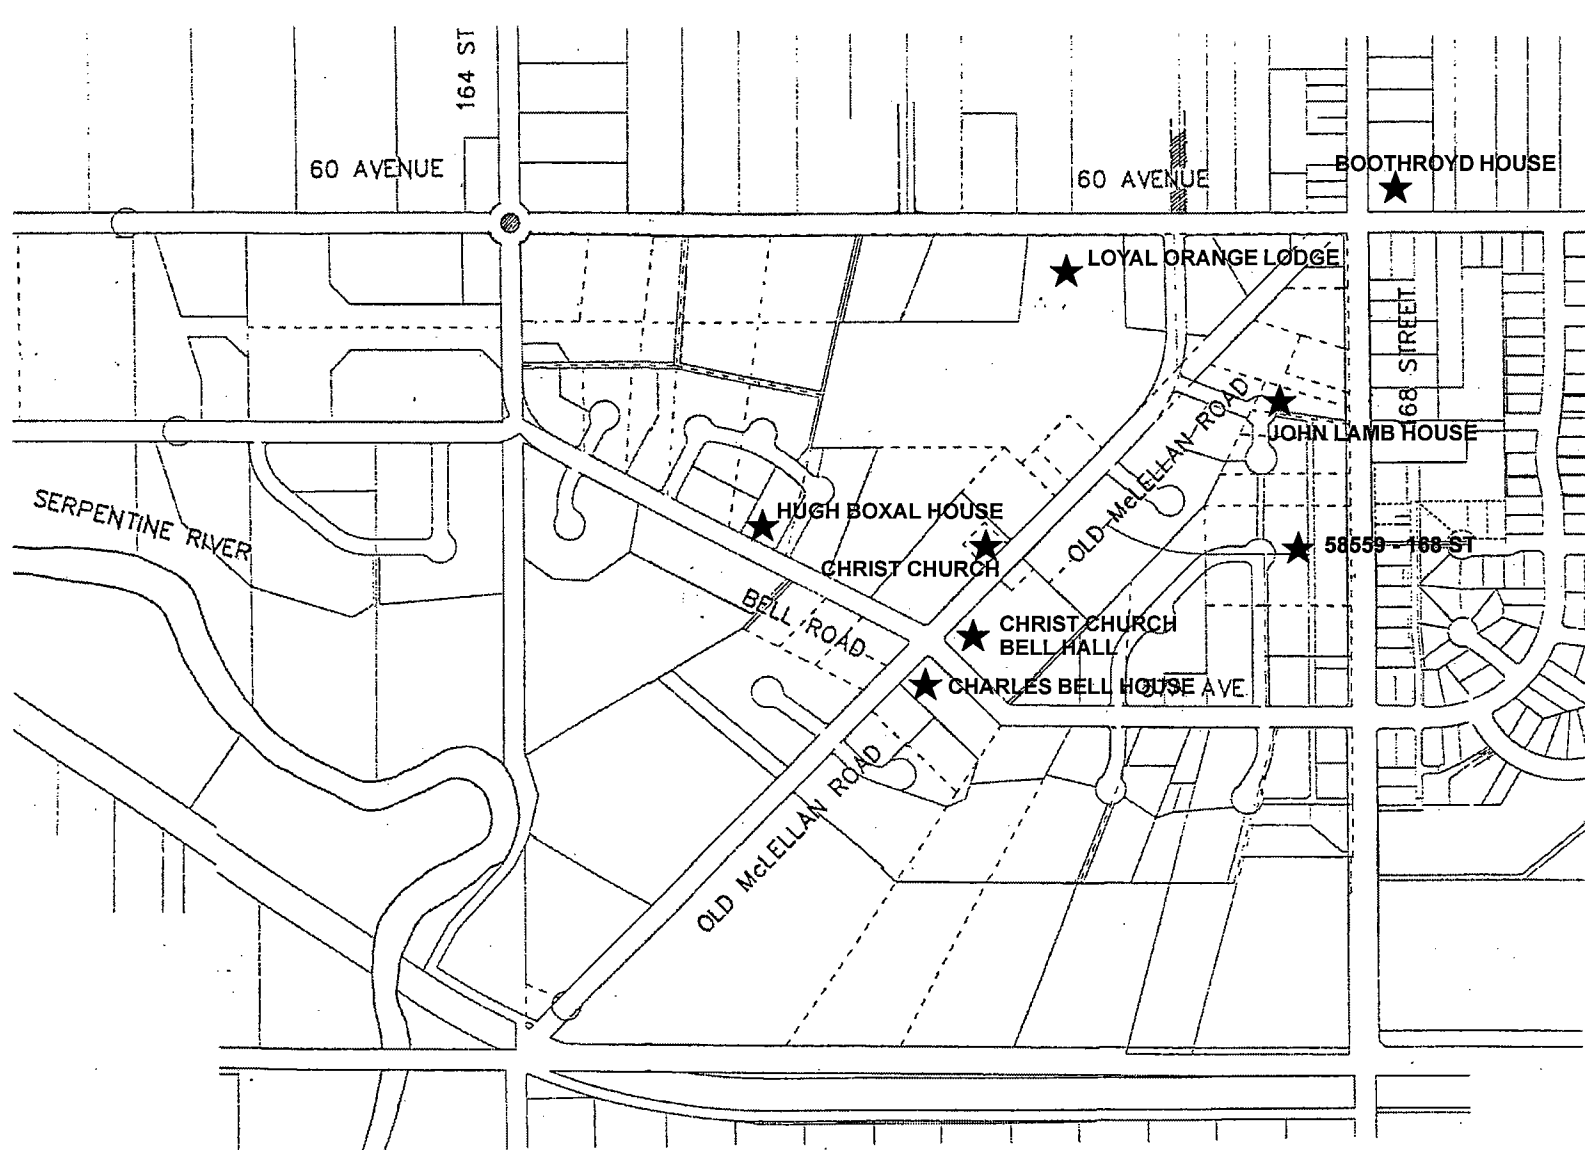 164 ST
BOOTHROYD HOUSE
60 AVENUE
60 AVENUE
LOYAL ORANGE LODGE
168 STREET
JOHN LAMB HOUSE
SERPENTINE RIVER
HUGH BOXAL HOUSE
OLD McLELLAN ROAD
58559 - 168 ST
CHRIST CHURCH
BELL ROAD
CHRIST CHURCH
BELL HALL
CHARLES BELL HOUSE
AVE
OLD McLELLAN ROAD